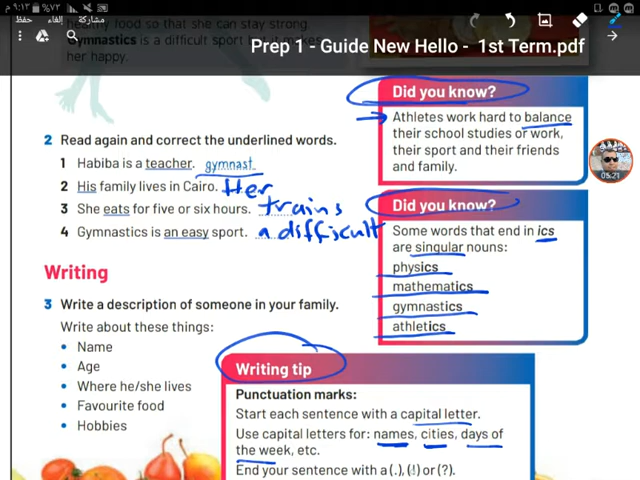 حفظ إلغاء مشاركة
٧٣% ٩:١٣ م
healthy food so that she can stay strong.
Gymnastics is a difficult sport but it makes
her happy.
Prep 1 - Guide New Hello - 1st Term.pdf
Did you know?
Athletes work hard to balance
their school studies or work,
their sport and their friends
and family.
05:21
2 Read again and correct the underlined words.
1 Habiba is a teacher. gymnast
2 His family lives in Cairo. Her
3 She eats for five or six hours. trains
4 Gymnastics is an easy sport. a difficult
Did you know?
Some words that end in ics
are singular nouns:
physics
mathematics
gymnastics
athletics
Writing
3 Write a description of someone in your family.
Write about these things:
• Name
• Age
• Where he/she lives
• Favourite food
• Hobbies
Writing tip
Punctuation marks:
Start each sentence with a capital letter.
Use capital letters for: names, cities, days of
the week, etc.
End your sentence with a (.), (!) or (?).